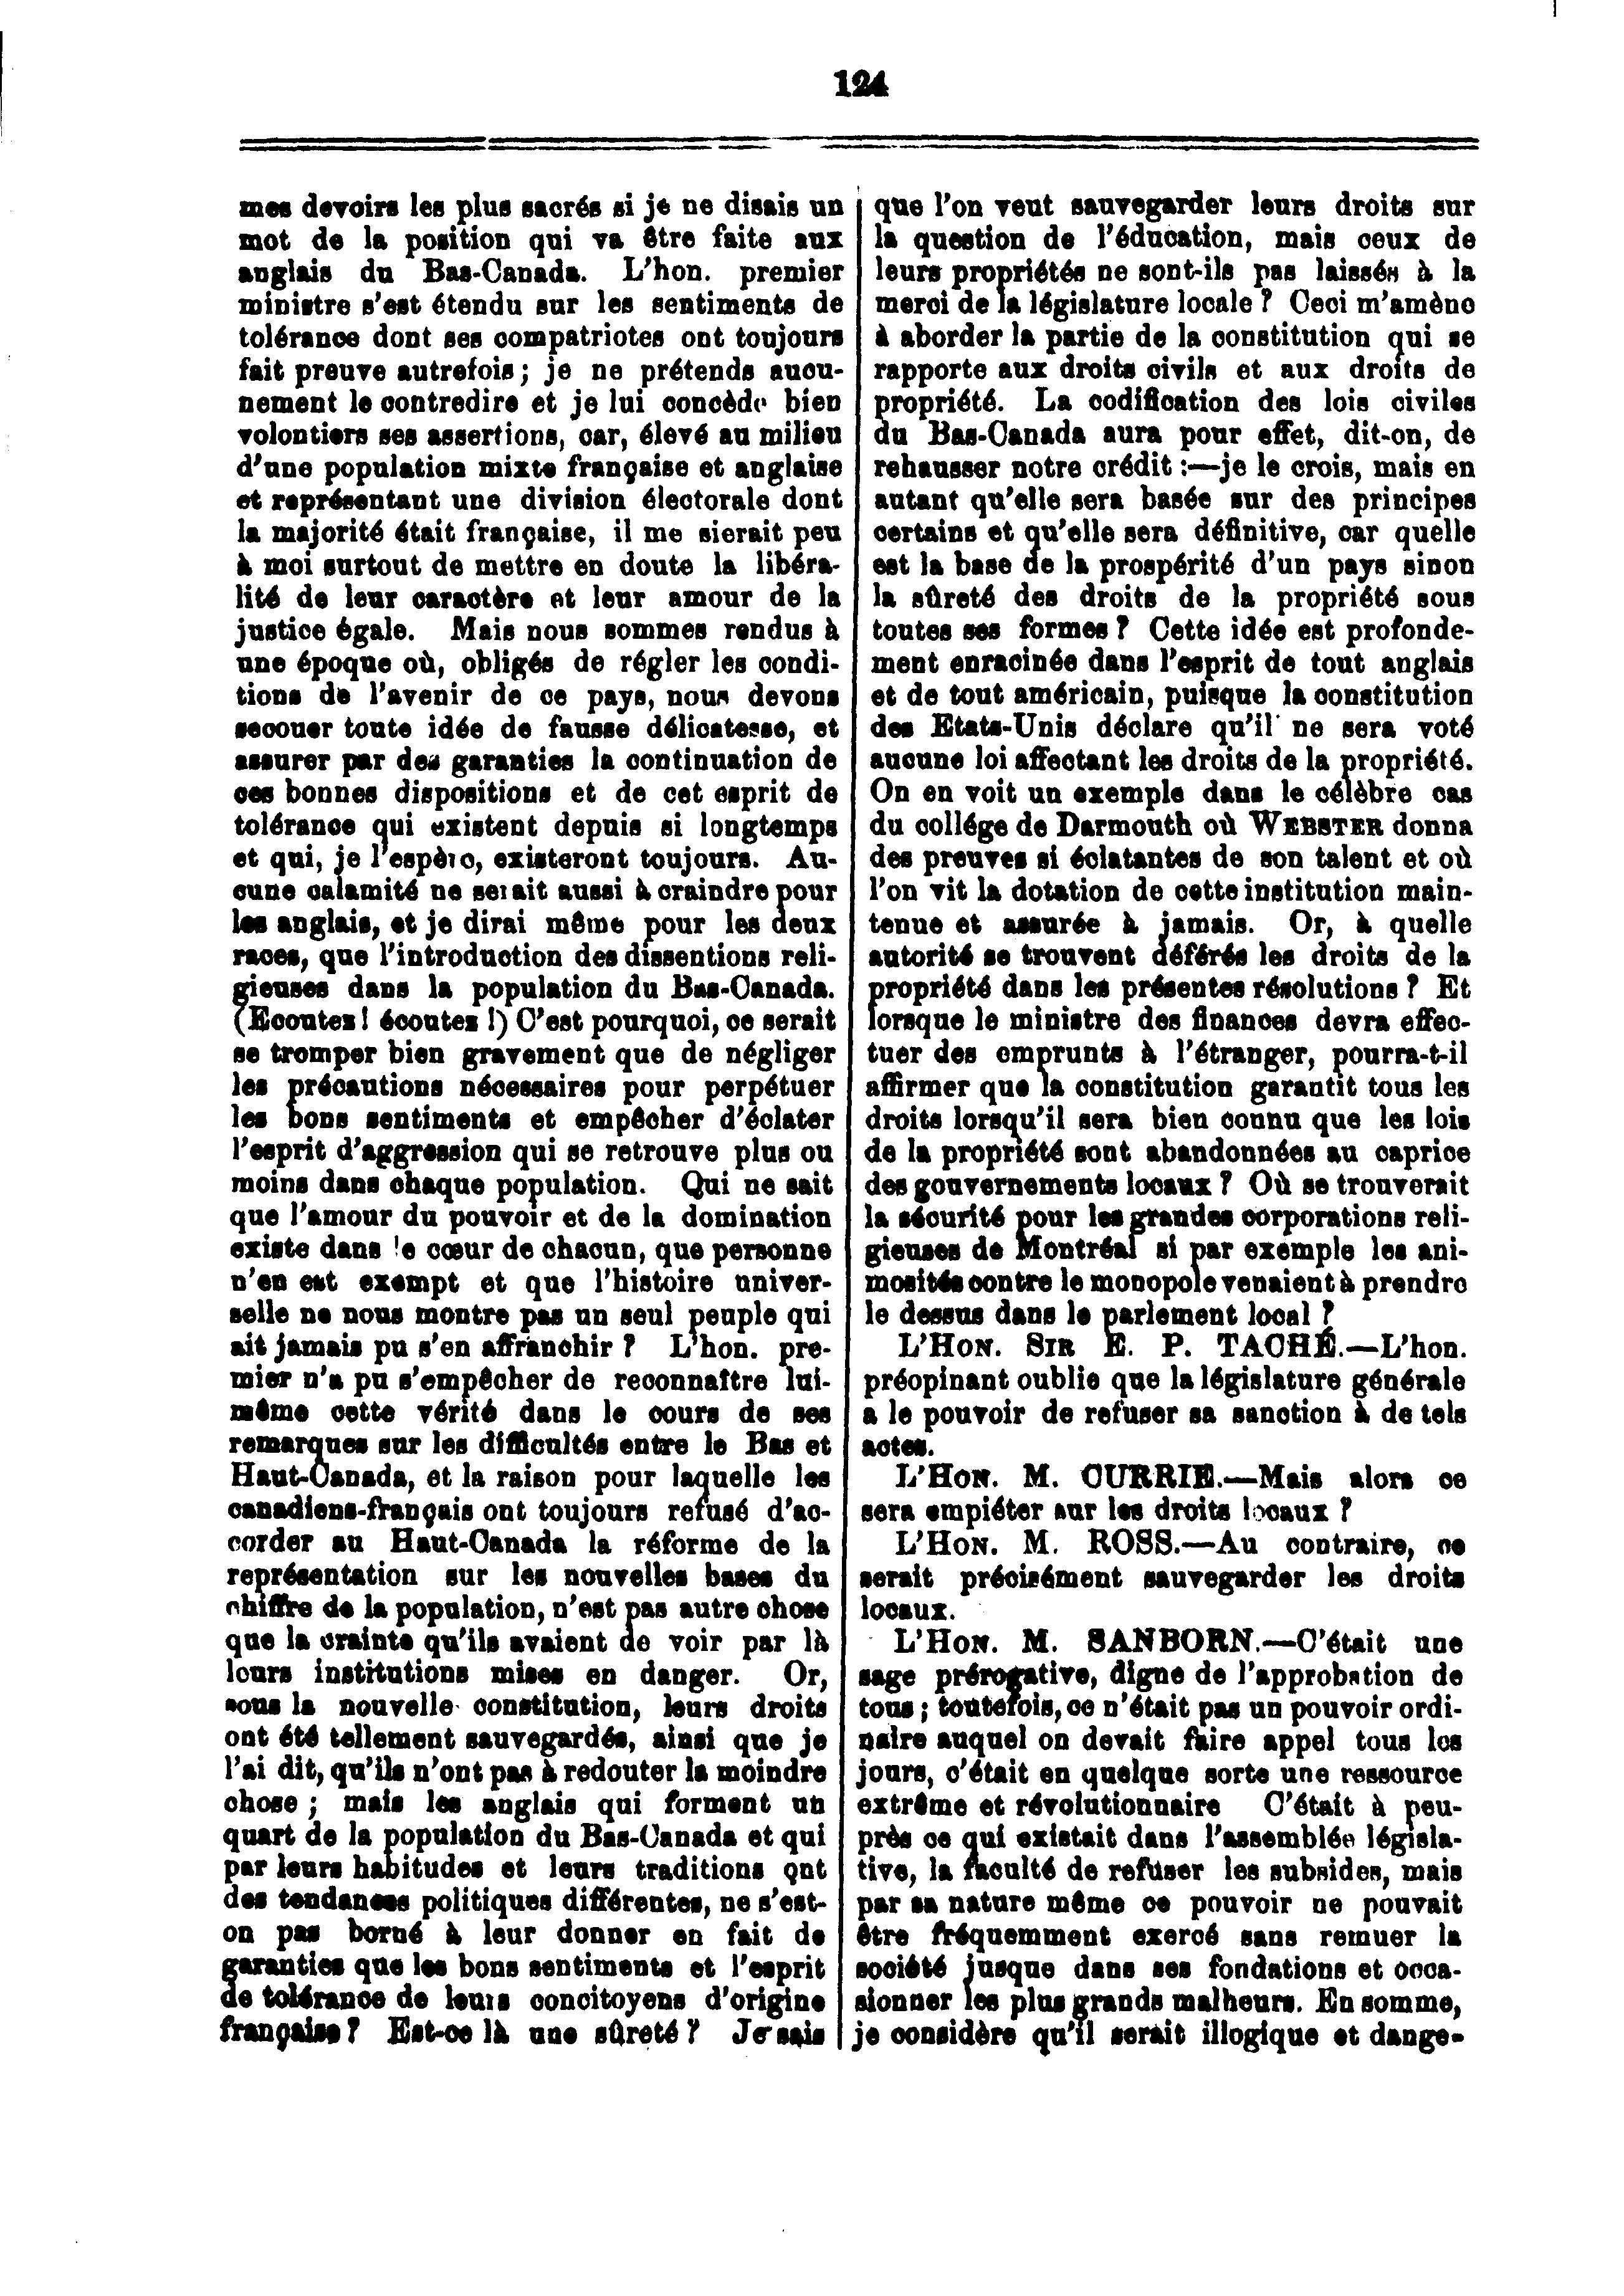 124
mes devoirs les plus sacrés si je ne disais un
mot de la position qui va être faite aux
anglais du Bas-Canada. L'hon. premier
ministre s'est étendu sur les sentiments de
tolérance dont ses compatriotes ont toujours
fait preuve autrefois; je ne prétends aucu-
nement le contredire et je lui concède bien
volontiers ses assertions, car, élevé au milieu
d'une population mixte française et anglaise
et représentant une division électorale dont
la majorité était française, il me sierait peu
à moi surtout de mettre en doute la libéra-
lité de leur caractère et leur amour de la
justice égale. Mais nous sommes rendus à
une époque où, obligés de régler les condi-
tions de l'avenir de ce pays, nous devons
secouer toute idée de fausse délicatesse, et
assurer par des garanties la continuation de
ces bonnes dispositions et de cet esprit de
tolérance qui existent depuis si longtemps
et qui, je l'espère, existeront toujours. Au-
cune calamité ne serait aussi à craindre pour
les anglais, et je dirai même pour les deux
races, que l'introduction des dissentions reli-
gieuses dans la population du Bas-Canada.
(Ecoutez! écoutez!) C'est pourquoi, ce serait
se tromper bien gravement que de négliger
les précautions nécessaires pour perpétuer
les bons sentiments et empêcher d'éclater
l'esprit d'aggression qui se retrouve plus ou
moins dans chaque population. Qui ne sait
que l'amour du pouvoir et de la domination
existe dans le cœur de chacun, que personne
n'en est exempt et que l'histoire univer-
selle ne nous montre pas un seul peuple qui
ait jamais pu s'en affranchir? L'hon. pre-
mier n'a pu s'empêcher de reconnaître lui-
même cette vérité dans le cours de ses
remarques sur les difficultés entre le Bas et
Haut-Canada, et la raison pour laquelle les
canadiens-français ont toujours refusé d'ac-
corder au Haut-Canada la réforme de la
représentation sur les nouvelles bases du
chiffre de la population, n'est pas autre chose
que la crainte qu'ils avaient de voir par là
leurs institutions mises en danger. Or,
sous la nouvelle constitution, leurs droits
ont été tellement sauvegardés, ainsi que je
l'ai dit, qu'ils n'ont pas à redouter la moindre
chose; mais les anglais qui forment un
quart de la population du Bas-Canada et qui
par leurs habitudes et leurs traditions ont
des tendances politiques différentes, ne s'est-
on pas borné à leur donner en fait de
garanties que les bons sentiments et l'esprit
de tolérance de leurs concitoyens d'origine
française? Est-ce là une sûreté? Je sais
que l'on veut sauvegarder leurs droits sur
la question de l'éducation, mais ceux de
leurs propriétés ne sont-ils pas laissés à la
merci de la législature locale? Ceci m'amène
à aborder la partie de la constitution qui se
rapporte aux droits civils et aux droits de
propriété. La codification des lois civiles
du Bas-Canada aura pour effet, dit-on, de
rehausser notre crédit:—je le crois, mais en
autant qu'elle sera basée sur des principes
certains et qu'elle sera définitive, car quelle
est la base de la prospérité d'un pays sinon
la sûreté des droits de la propriété sous
toutes ses formes? Cette idée est profonde-
ment enracinée dans l'esprit de tout anglais
et de tout américain, puisque la constitution
des Etats-Unis déclare qu'il ne sera voté
aucune loi affectant les droits de la propriété.
On en voit un exemple dans le célèbre cas
du collége de Darmouth où WEBSTER donna
des preuves si éclatantes de son talent et où
l'on vit la dotation de cette institution main-
tenue et assurée à jamais. Or, à quelle
autorité se trouvent déférés les droits de la
propriété dans les présentes résolutions? Et
lorsque le ministre des finances devra effec-
tuer des emprunts à l'étranger, pourra-t-il
affirmer que la constitution garantit tous les
droits lorsqu'il sera bien connu que les lois
de la propriété sont abandonnées au caprice
des gouvernements locaux? Où se trouverait
la sécurité pour les grandes corporations reli-
gieuses de Montréal si par exemple les ani-
mosités contre le monopole venaient à prendre
le dessus dans le parlement local?
L'HON. SIR E. P. TACHÉ.—L'hon.
préopinant oublie que la législature générale
a le pouvoir de refuser sa sanction à de tels
actes.
L'HON. M. CURRIE.—Mais alors ce
sera empiéter sur les droits locaux?
L'HON. M. ROSS.—Au contraire, ce
serait précisément sauvegarder les droits
locaux.
L'HON. M. SANBORN.—C'était une
sage prérogative, digne de l'approbation de
tous; toutefois, ce n'était pas un pouvoir ordi-
naire auquel on devait faire appel tous les
jours, c'était en quelque sorte une ressource
extrême et révolutionnaire C'était à peu-
près ce qui existait dans l'assemblée législa-
tive, la faculté de refuser les subsides, mais
par sa nature même ce pouvoir ne pouvait
être fréquemment exercé sans remuer la
société jusque dans ses fondations et occa-
sionner les plus grands malheurs. En somme,
je considère qu'il serait illogique et dange-